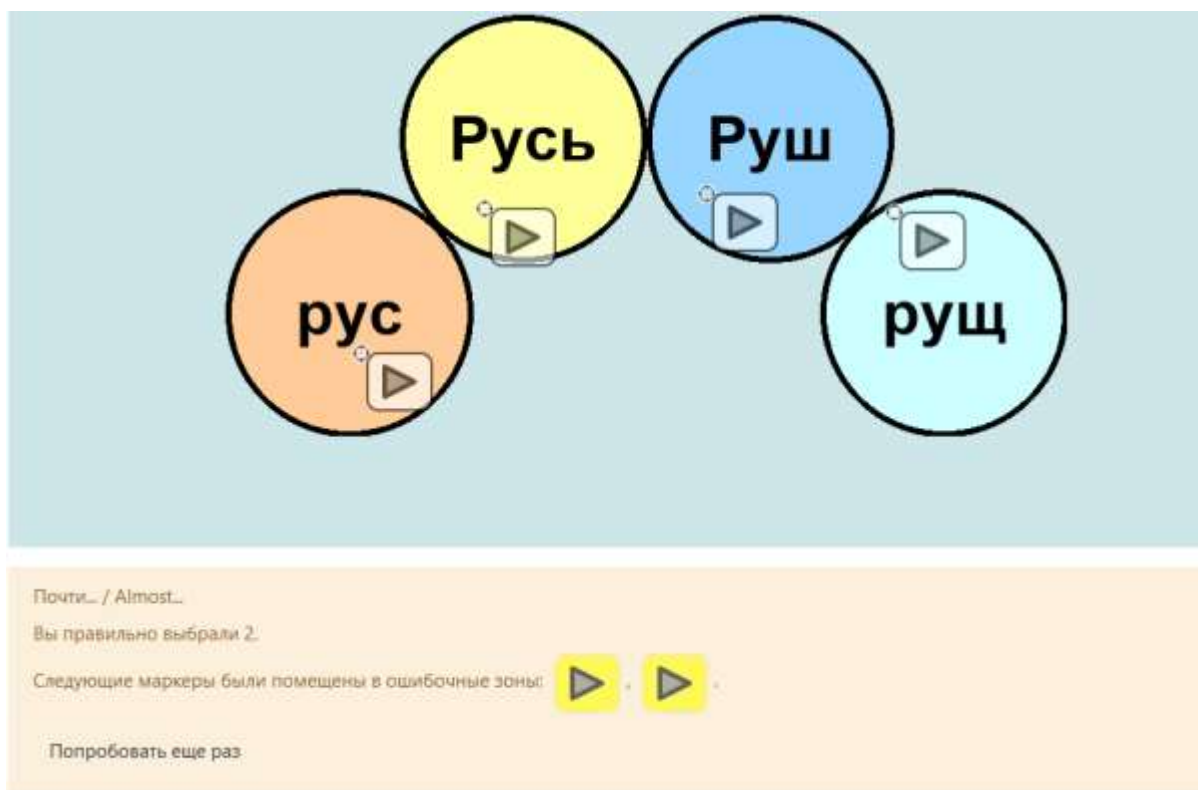 Русь Руш
рус рущ
Почти... / Almost...
Вы правильно выбрали 2.
Следующие маркеры были помещены в ошибочные зоны: , .
Попробовать еще раз